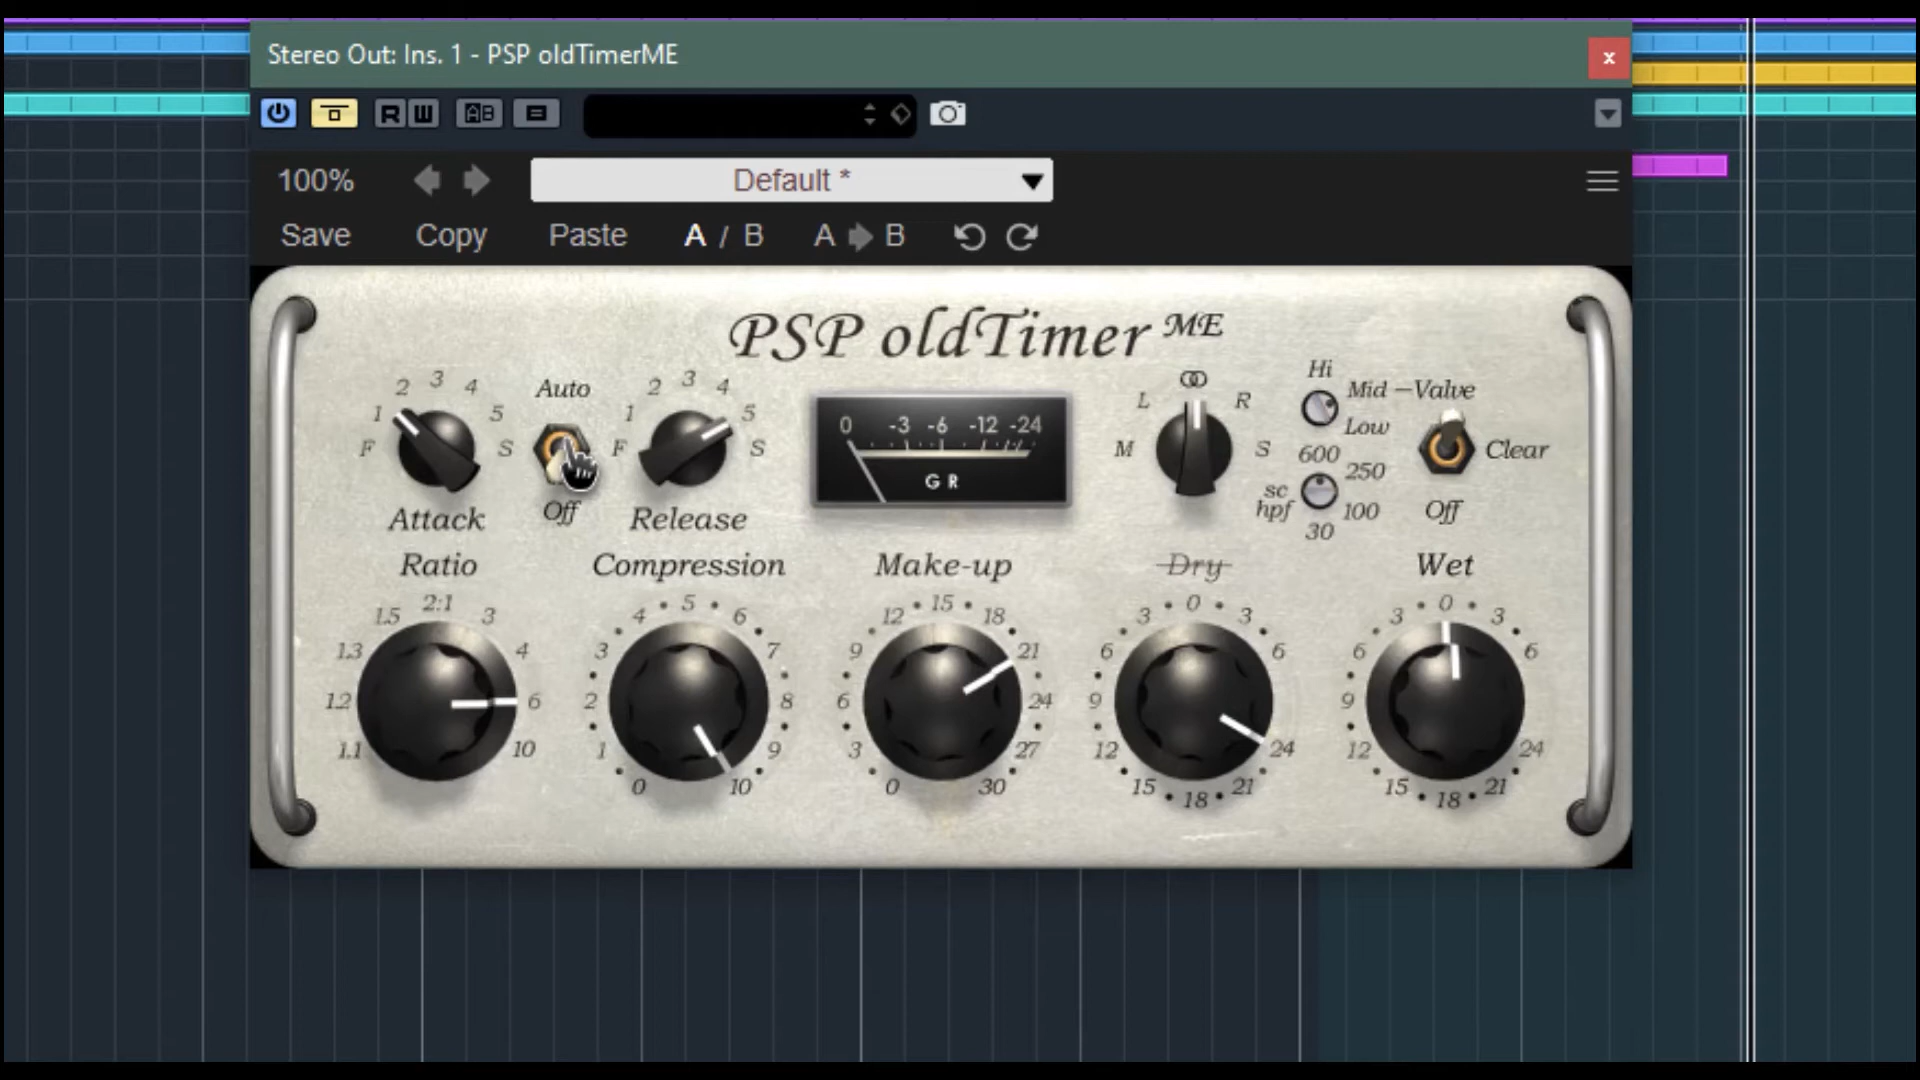 Stereo Out: Ins. 1 - PSP oldTimerME
x
R W A B
100%
Default *
Save Copy Paste A / B A B
PSP oldTimer ME
F 1 2 3 4 5 S
Attack
Auto
Off
F 1 2 3 4 5 S
Release
0 -3 -6 -12 -24
GR
M L R S
Hi
Mid
Low
600
250
100
30
sc
hpf
Valve
Clear
Off
Ratio
1.1 1.2 1.3 1.5 2:1 3 4 6 10
Compression
0 1 2 3 4 5 6 7 8 9 10
Make-up
0 3 6 9 12 15 18 21 24 27 30
Dry
15 12 9 6 3 0 3 6 24 21 18
Wet
15 12 9 6 3 0 3 6 24 21 18